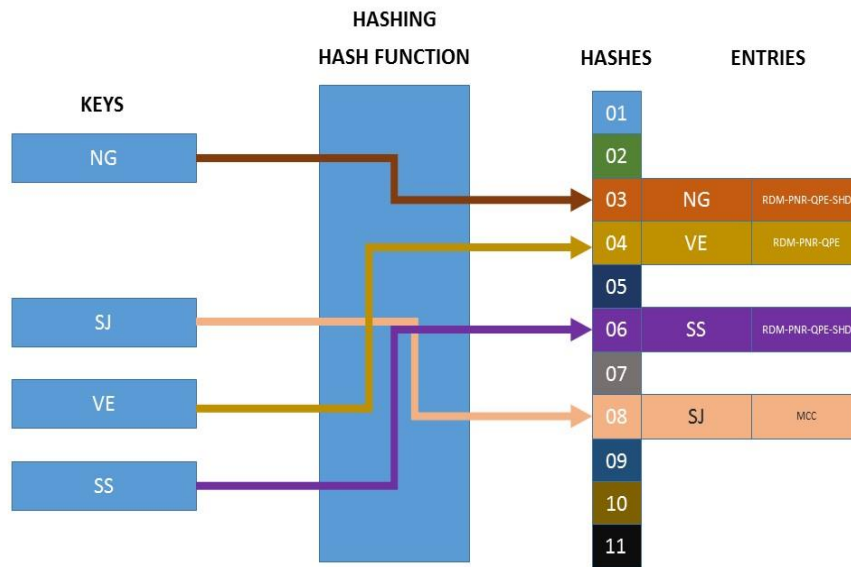 HASHING
HASH FUNCTION
HASHES ENTRIES
KEYS
NG
SJ
VE
SS
01
02
03 NG RDM-PNR-QPE-SHD
04 VE RDM-PNR-QPE
05
06 SS RDM-PNR-QPE-SHD
07
08 SJ MCC
09
10
11